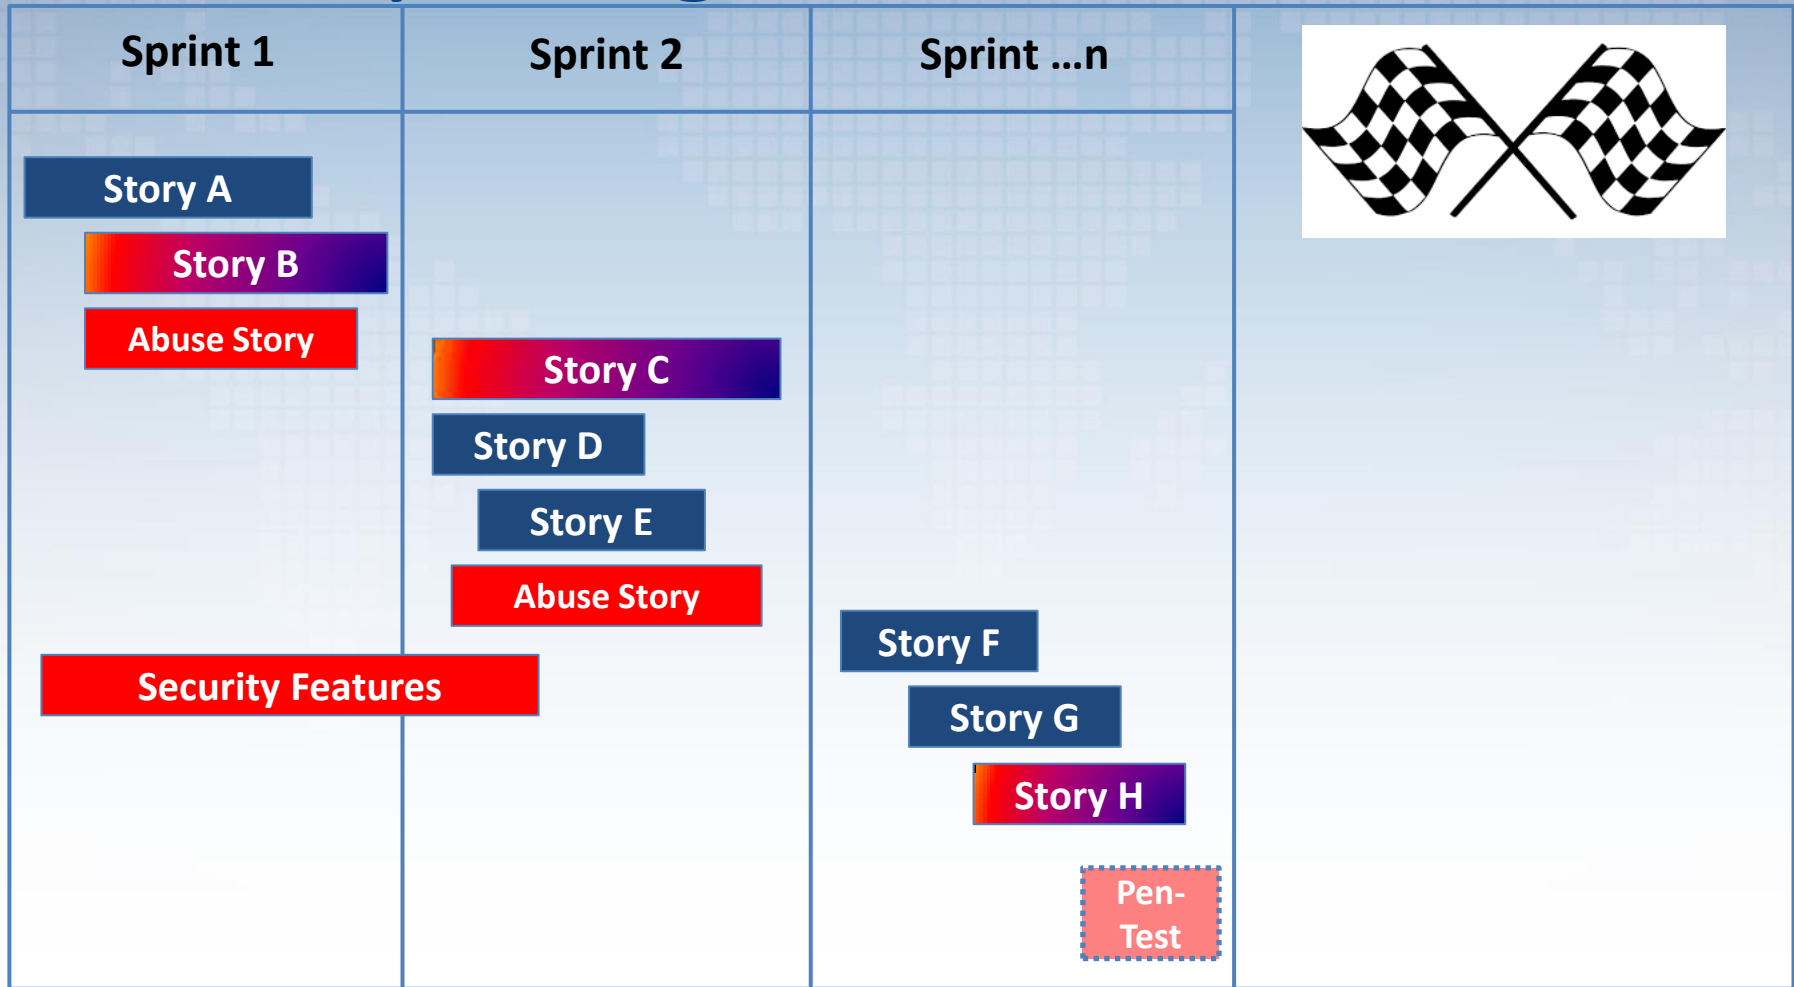 Sprint 1
Sprint 2
Sprint ...n
Story A
Story B
Abuse Story
Story C
Story D
Story E
Abuse Story
Security Features
Story F
Story G
Story H
Pen-
Test